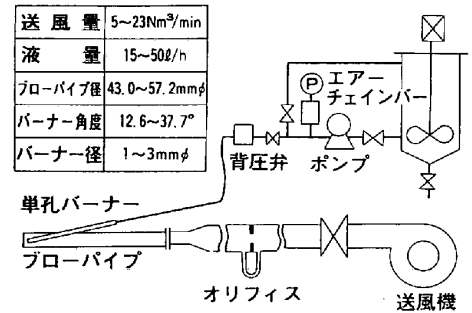 送風量 5~23Nm³/min
液量 15~50ℓ/h
ブローパイプ径 43.0~57.2mmφ
バーナー角度 12.6~37.7°
バーナー径 1~3mmφ
P
エアー
チェインバー
背圧弁
ポンプ
単孔バーナー
ブローパイプ
オリフィス
送風機